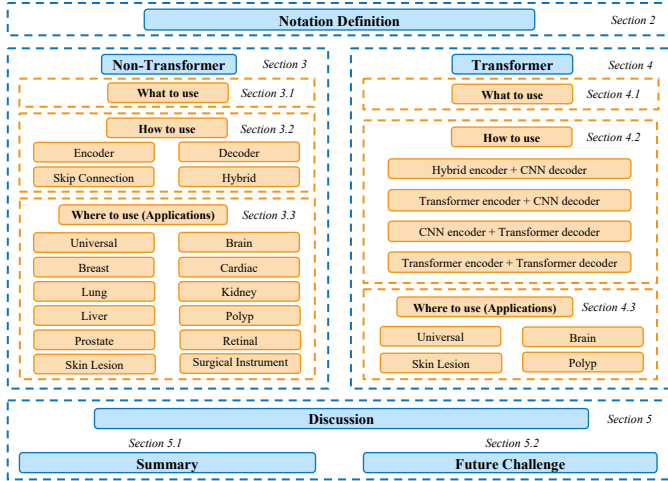 Notation Definition Section 2
Non-Transformer Section 3
What to use Section 3.1
How to use Section 3.2
Encoder Decoder
Skip Connection Hybrid
Where to use (Applications) Section 3.3
Universal Brain
Breast Cardiac
Lung Kidney
Liver Polyp
Prostate Retinal
Skin Lesion Surgical Instrument
Transformer Section 4
What to use Section 4.1
How to use Section 4.2
Hybrid encoder + CNN decoder
Transformer encoder + CNN decoder
CNN encoder + Transformer decoder
Transformer encoder + Transformer decoder
Where to use (Applications) Section 4.3
Universal Brain
Skin Lesion Polyp
Discussion Section 5
Section 5.1 Section 5.2
Summary Future Challenge